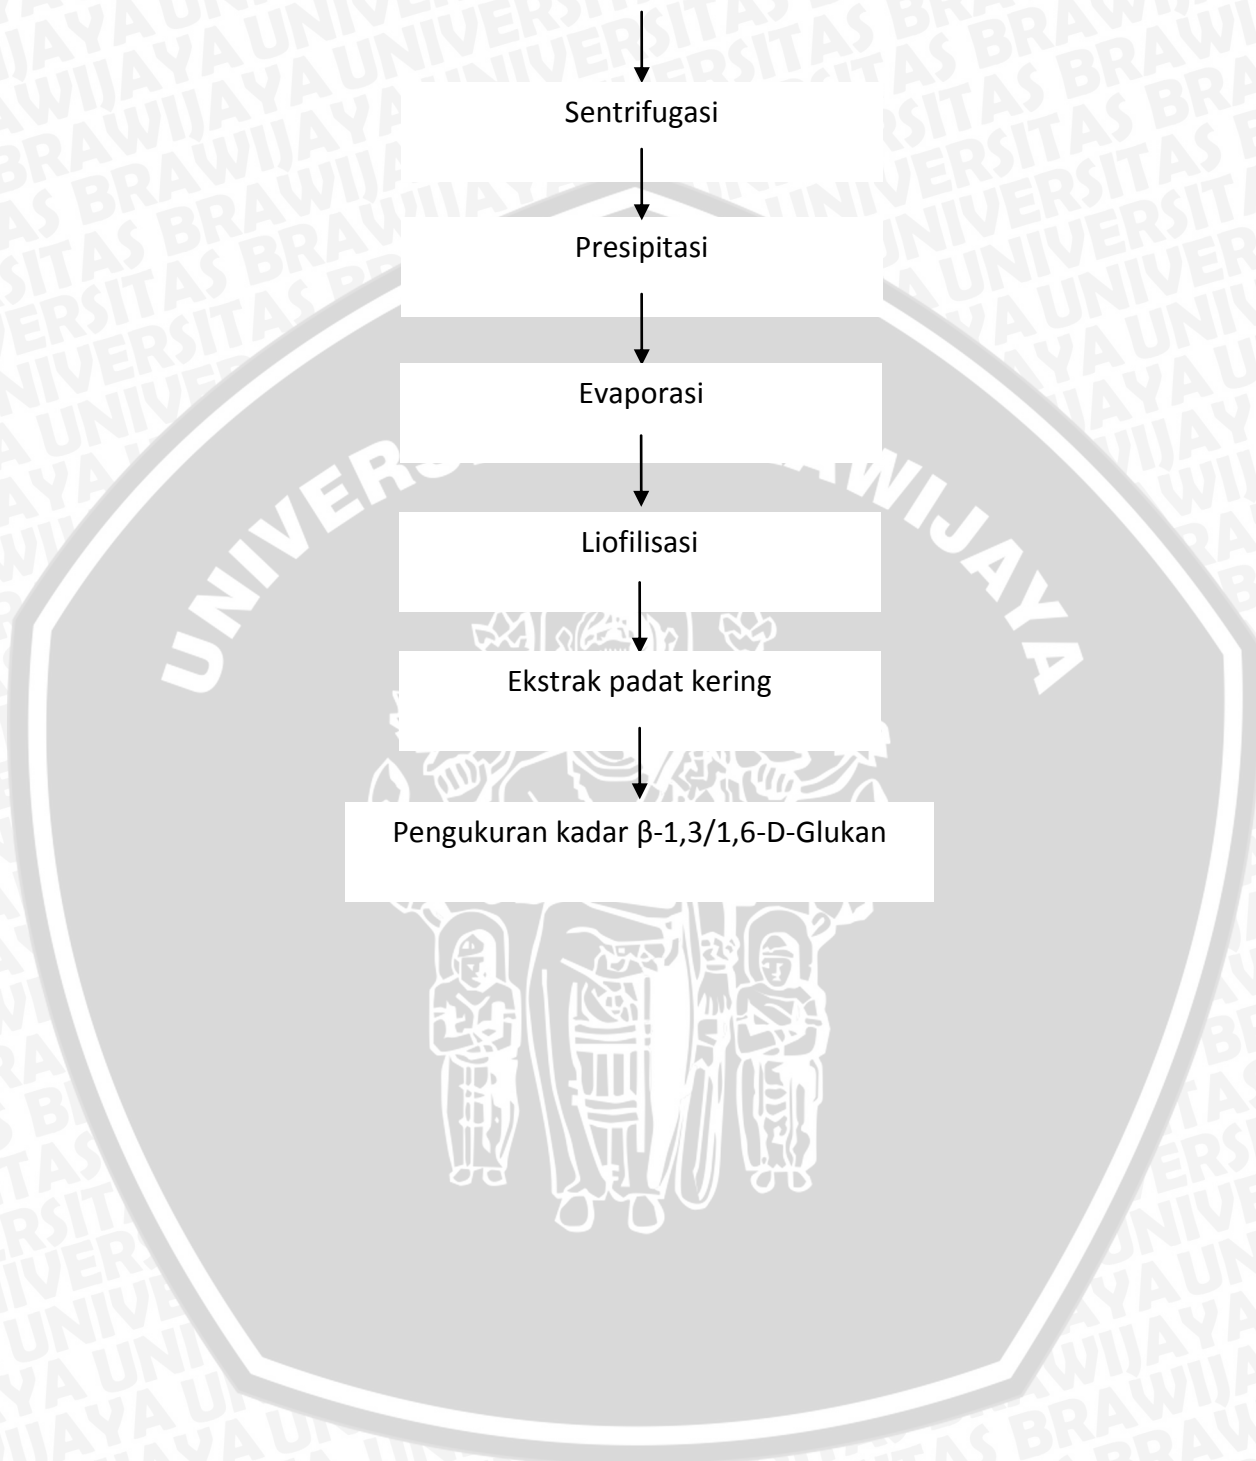 Sentrifugasi
Presipitasi
Evaporasi
Liofilisasi
Ekstrak padat kering
Pengukuran kadar β-1,3/1,6-D-Glukan